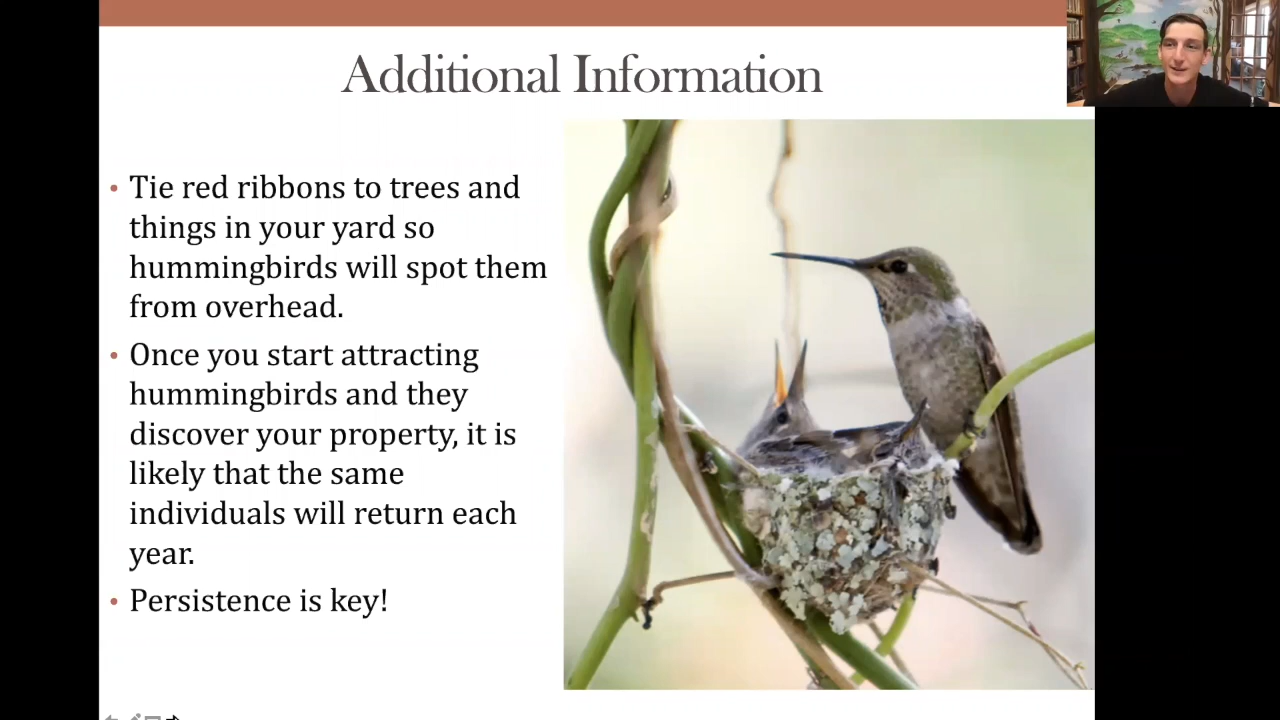 Additional Information
• Tie red ribbons to trees and
things in your yard so
hummingbirds will spot them
from overhead.
• Once you start attracting
hummingbirds and they
discover your property, it is
likely that the same
individuals will return each
year.
• Persistence is key!